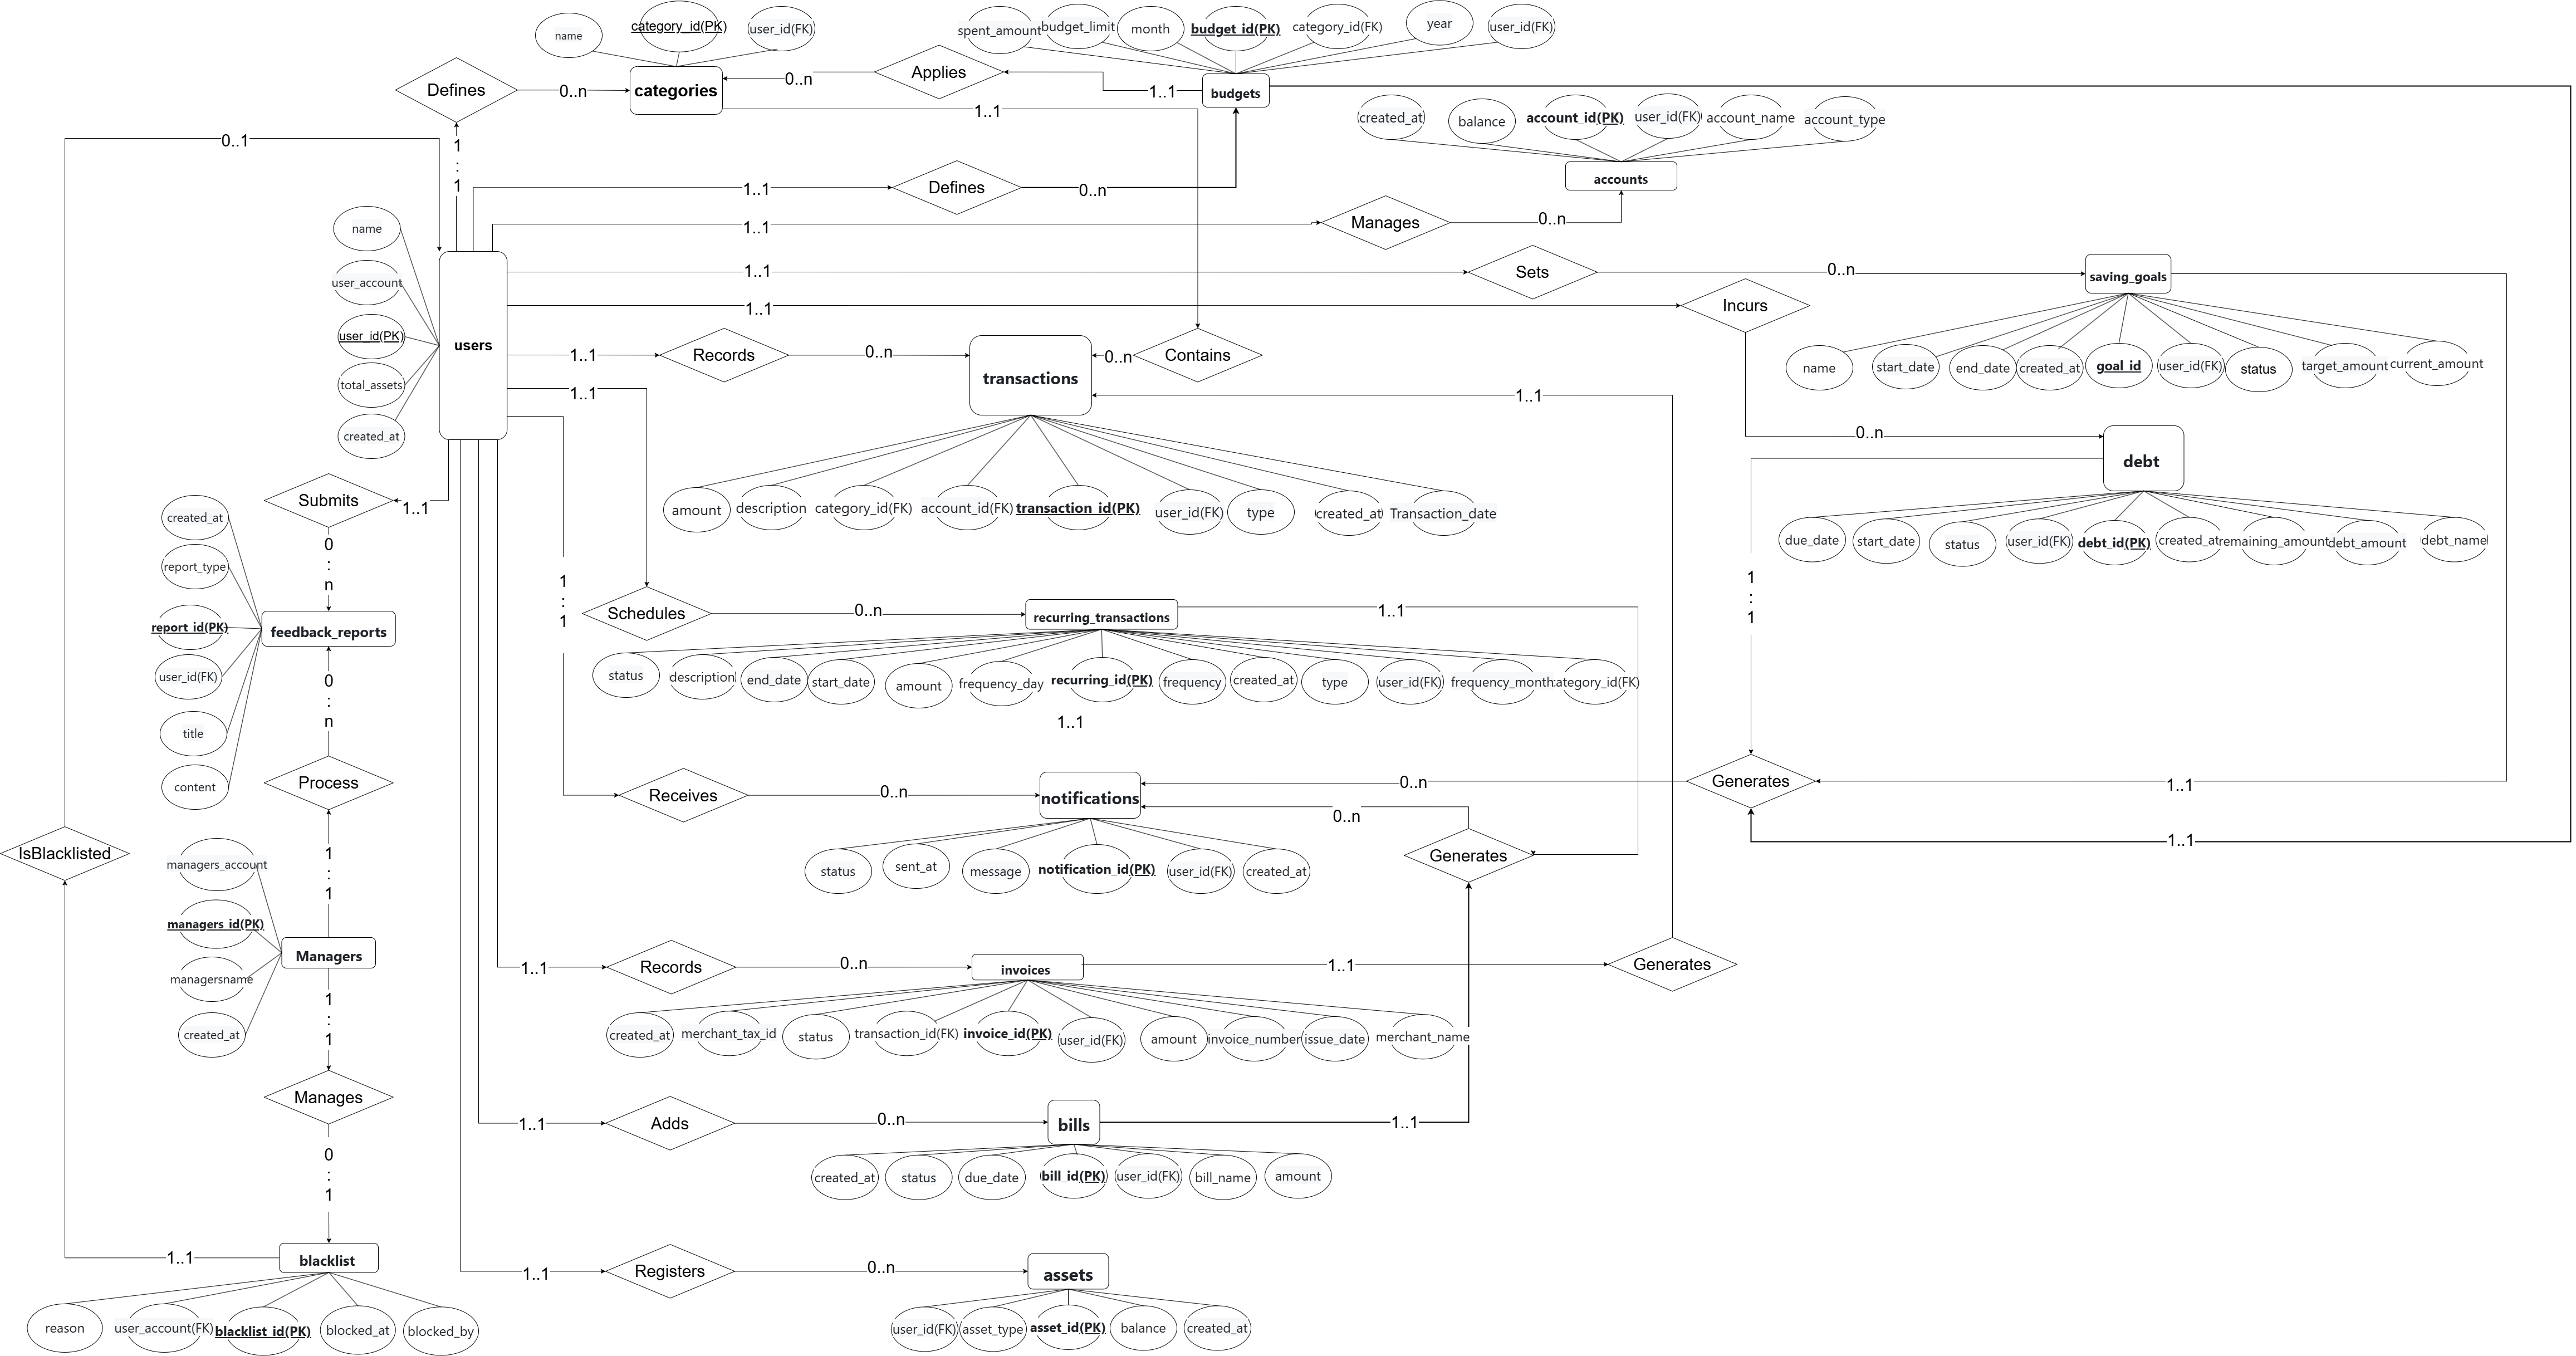 name
category_id(PK)
user_id(FK)
spent_amount
budget_limit
month
budget_id(PK)
category_id(FK)
year
user_id(FK)
Defines
0..n
categories
0..n
Applies
1..1
budgets
1..1
created_at
balance
account_id(PK)
user_id(FK)
account_name
account_type
0..1
1
:
1
1..1
Defines
0..n
accounts
1..1
Manages
0..n
name
user_account
user_id(PK)
total_assets
created_at
users
1..1
Sets
0..n
saving_goals
1..1
Incurs
name
start_date
end_date
created_at
goal_id
user_id(FK)
status
target_amount
current_amount
1..1
Records
0..n
transactions
0..n
Contains
1..1
1..1
0..n
debt
amount
description
category_id(FK)
account_id(FK)
transaction_id(PK)
user_id(FK)
type
created_at
Transaction_date
due_date
start_date
status
user_id(FK)
debt_id(PK)
created_at
remaining_amount
debt_amount
debt_name
Submits
1..1
0
:
n
created_at
report_type
report_id(PK)
user_id(FK)
title
content
feedback_reports
1
:
1
1
:
1
Schedules
0..n
recurring_transactions
1..1
status
description
end_date
start_date
amount
frequency_day
recurring_id(PK)
frequency
created_at
type
user_id(FK)
frequency_month
category_id(FK)
1..1
0
:
n
Process
Receives
0..n
notifications
0..n
Generates
1..1
0..n
1..1
status
sent_at
message
notification_id(PK)
user_id(FK)
created_at
Generates
IsBlacklisted
1
:
1
managers_account
managers_id(PK)
managersname
created_at
Managers
1..1
Records
0..n
invoices
1..1
Generates
created_at
merchant_tax_id
status
transaction_id(FK)
invoice_id(PK)
user_id(FK)
amount
invoice_number
issue_date
merchant_name
1
:
1
Manages
1..1
Adds
0..n
bills
1..1
created_at
status
due_date
bill_id(PK)
user_id(FK)
bill_name
amount
0
:
1
1..1
blacklist
1..1
Registers
0..n
assets
reason
user_account(FK)
blacklist_id(PK)
blocked_at
blocked_by
user_id(FK)
asset_type
asset_id(PK)
balance
created_at